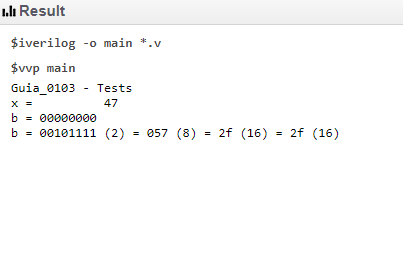 Result
$iverilog -o main *.v
$vvp main
Guia_0103 - Tests
x =          47
b = 00000000
b = 00101111 (2) = 057 (8) = 2f (16) = 2f (16)